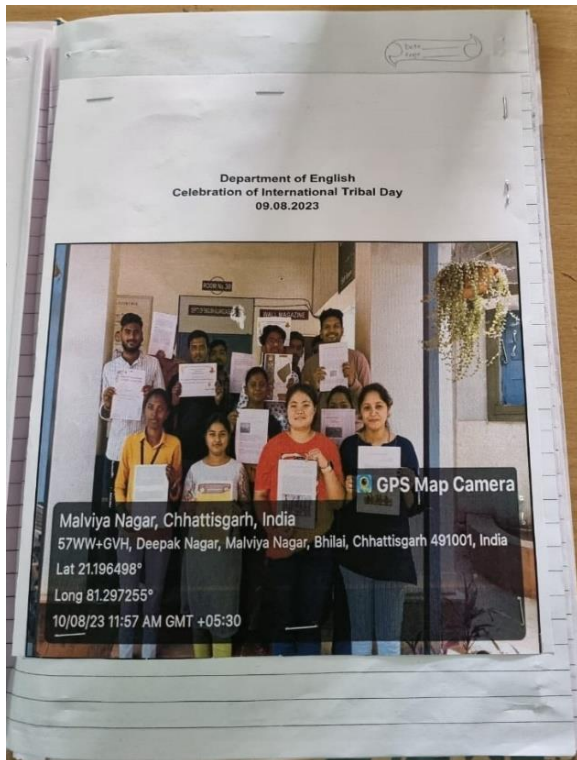 Date
Page
Department of English
Celebration of International Tribal Day
09.08.2023
ROOM No.
WALL MAGAZINE
GPS Map Camera
Malviya Nagar, Chhattisgarh, India
57WW+GVH, Deepak Nagar, Malviya Nagar, Bhilai, Chhattisgarh 491001, India
Lat 21.196498°
Long 81.297255°
10/08/23 11:57 AM GMT +05:30